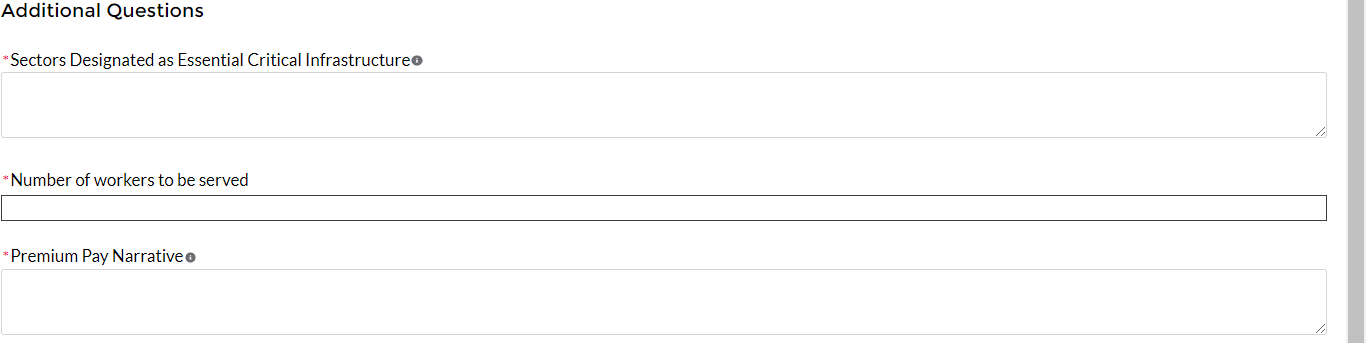 Additional Questions
*Sectors Designated as Essential Critical Infrastructure
*Number of workers to be served
*Premium Pay Narrative